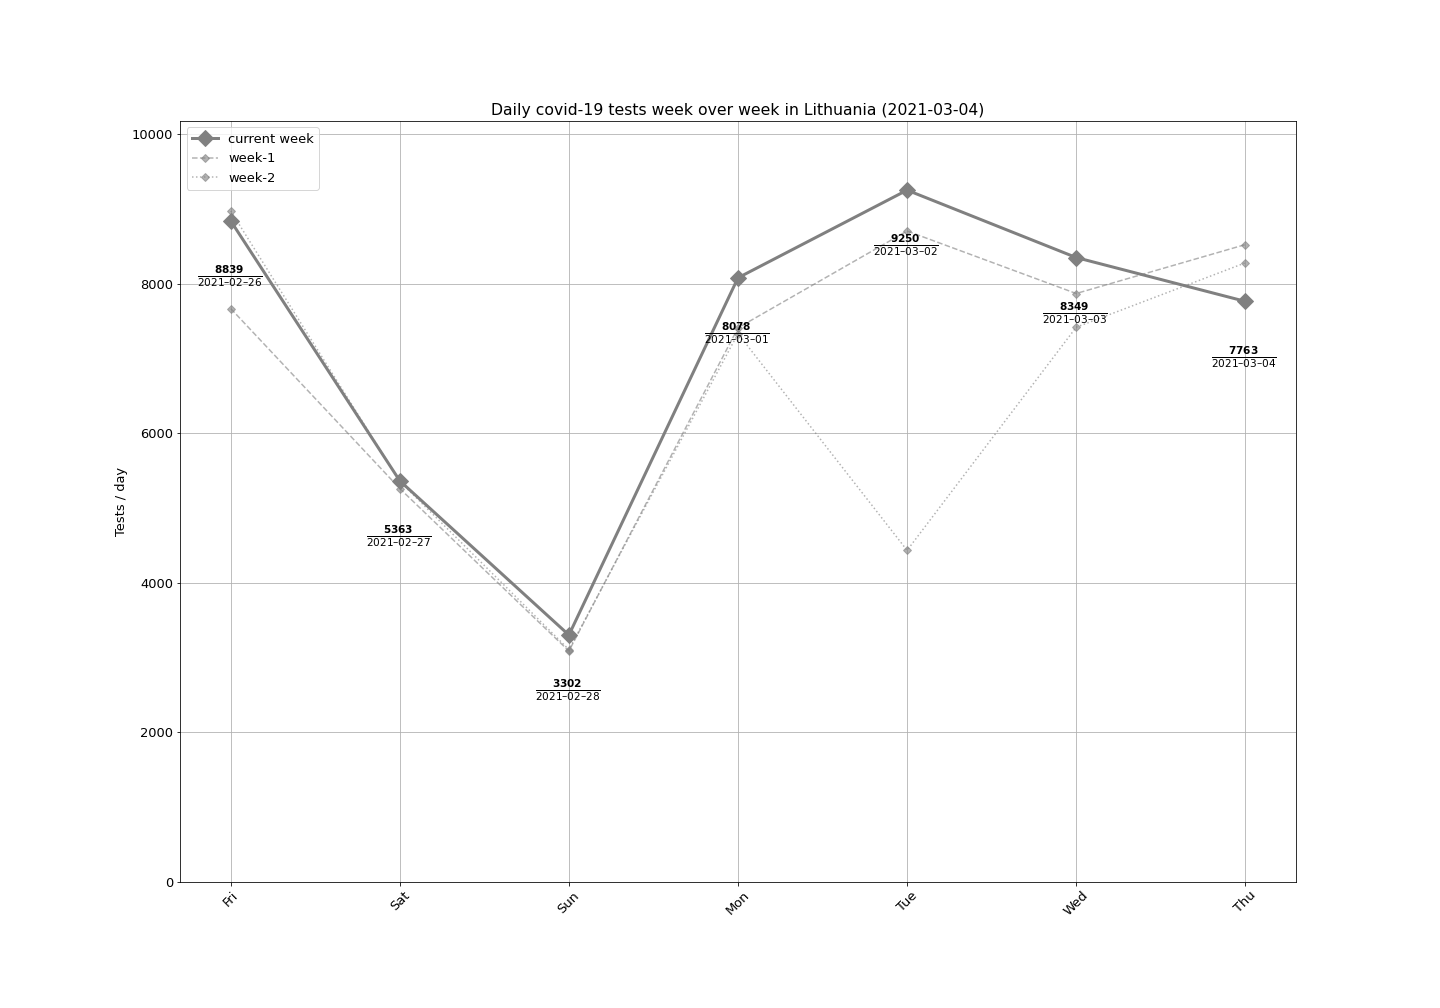 Daily covid-19 tests week over week in Lithuania (2021-03-04)
current week
week-1
week-2
Tests / day
10000
8000
6000
4000
2000
0
8839
2021–02–26
5363
2021–02–27
3302
2021–02–28
8078
2021–03–01
9250
2021–03–02
8349
2021–03–03
7763
2021–03–04
Fri
Sat
Sun
Mon
Tue
Wed
Thu